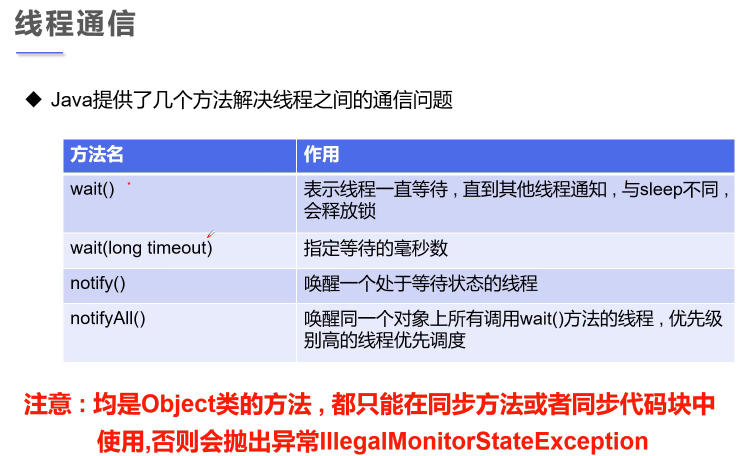 线程通信
◆ Java提供了几个方法解决线程之间的通信问题
方法名 作用
wait() 表示线程一直等待 , 直到其他线程通知 , 与sleep不同 ,
会释放锁
wait(long timeout) 指定等待的毫秒数
notify() 唤醒一个处于等待状态的线程
notifyAll() 唤醒同一个对象上所有调用wait()方法的线程 , 优先级
别高的线程优先调度
注意 : 均是Object类的方法 , 都只能在同步方法或者同步代码块中
使用,否则会抛出异常IllegalMonitorStateException